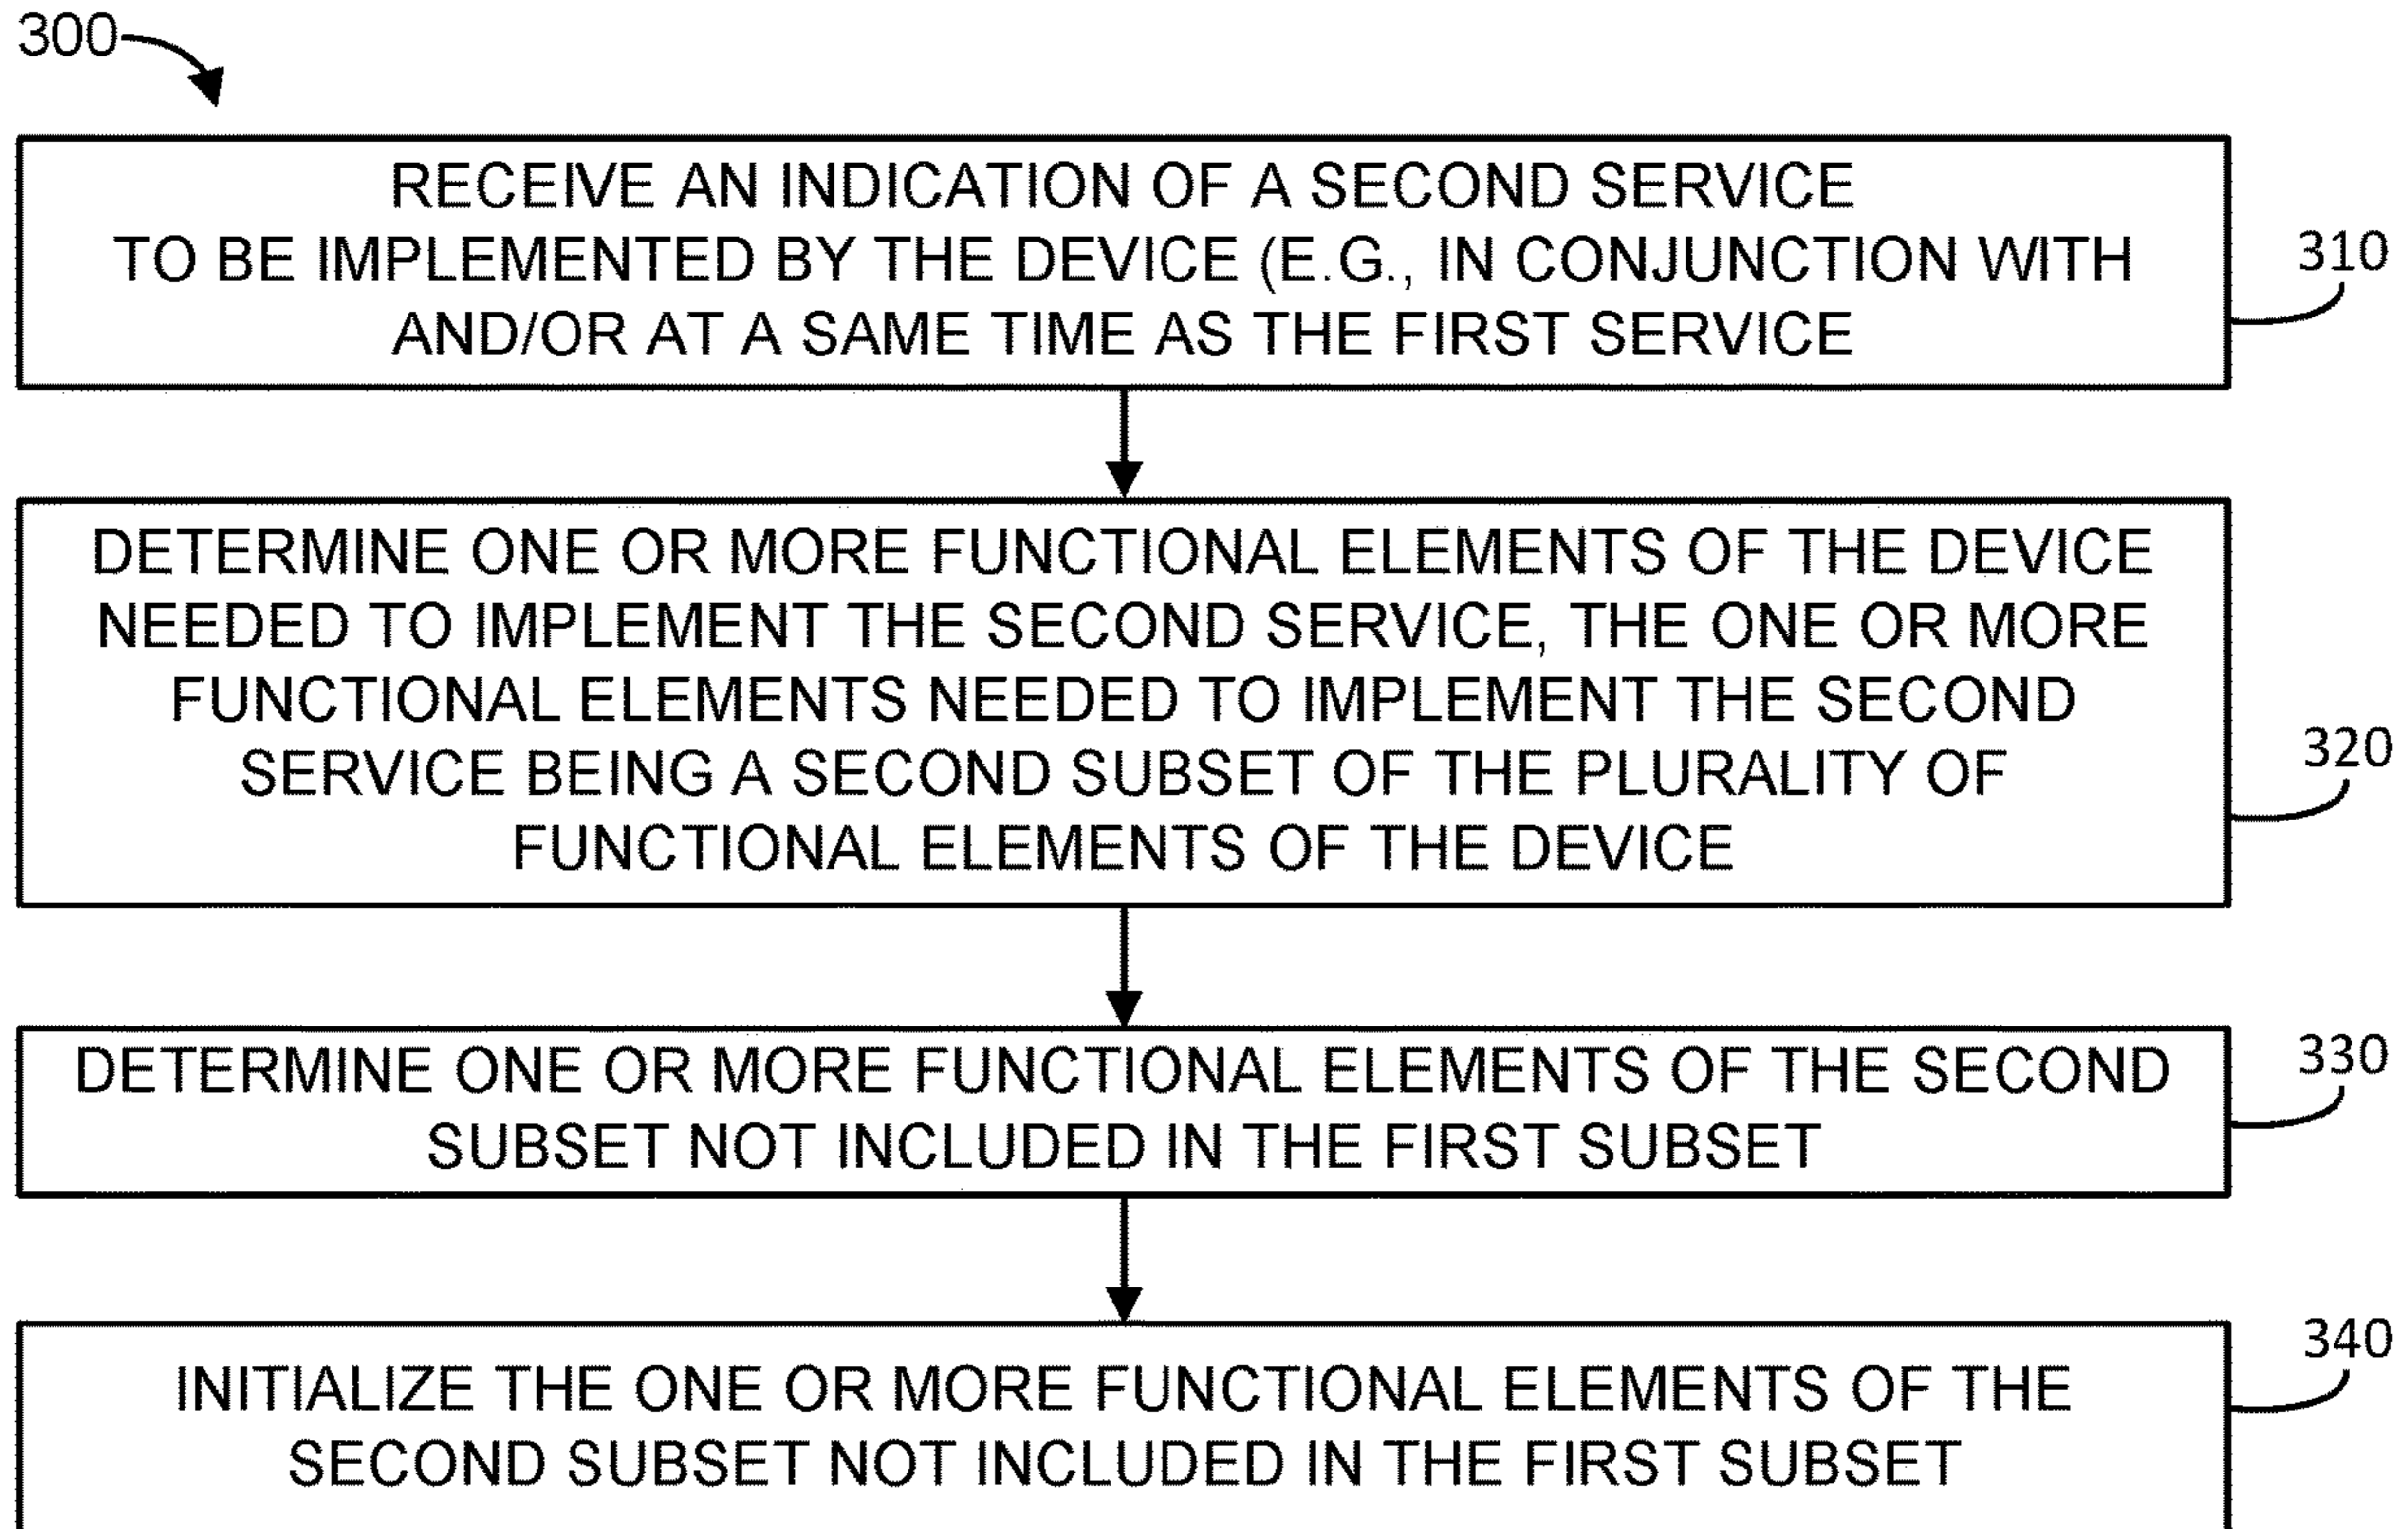 300
RECEIVE AN INDICATION OF A SECOND SERVICE
TO BE IMPLEMENTED BY THE DEVICE (E.G., IN CONJUNCTION WITH
AND/OR AT A SAME TIME AS THE FIRST SERVICE
310
DETERMINE ONE OR MORE FUNCTIONAL ELEMENTS OF THE DEVICE
NEEDED TO IMPLEMENT THE SECOND SERVICE, THE ONE OR MORE
FUNCTIONAL ELEMENTS NEEDED TO IMPLEMENT THE SECOND
SERVICE BEING A SECOND SUBSET OF THE PLURALITY OF
FUNCTIONAL ELEMENTS OF THE DEVICE
320
DETERMINE ONE OR MORE FUNCTIONAL ELEMENTS OF THE SECOND
SUBSET NOT INCLUDED IN THE FIRST SUBSET
330
INITIALIZE THE ONE OR MORE FUNCTIONAL ELEMENTS OF THE
SECOND SUBSET NOT INCLUDED IN THE FIRST SUBSET
340